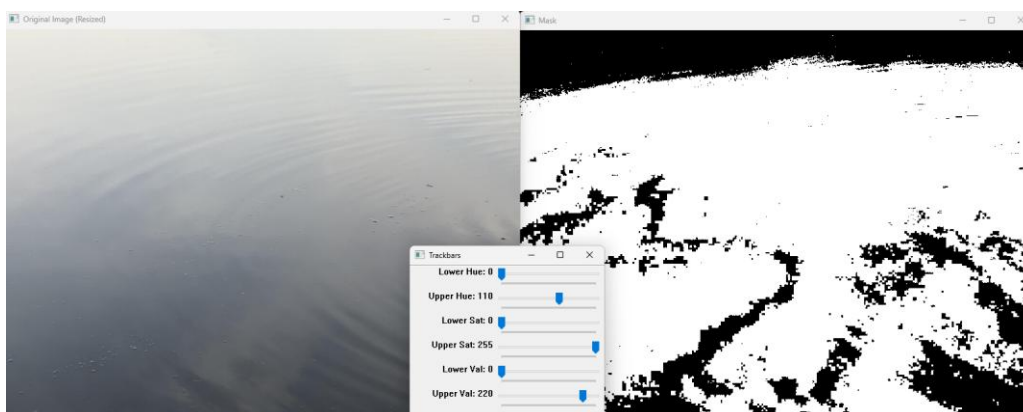 Original Image (Resized)
Mask
Trackbars
Lower Hue: 0
Upper Hue: 110
Lower Sat: 0
Upper Sat: 255
Lower Val: 0
Upper Val: 220